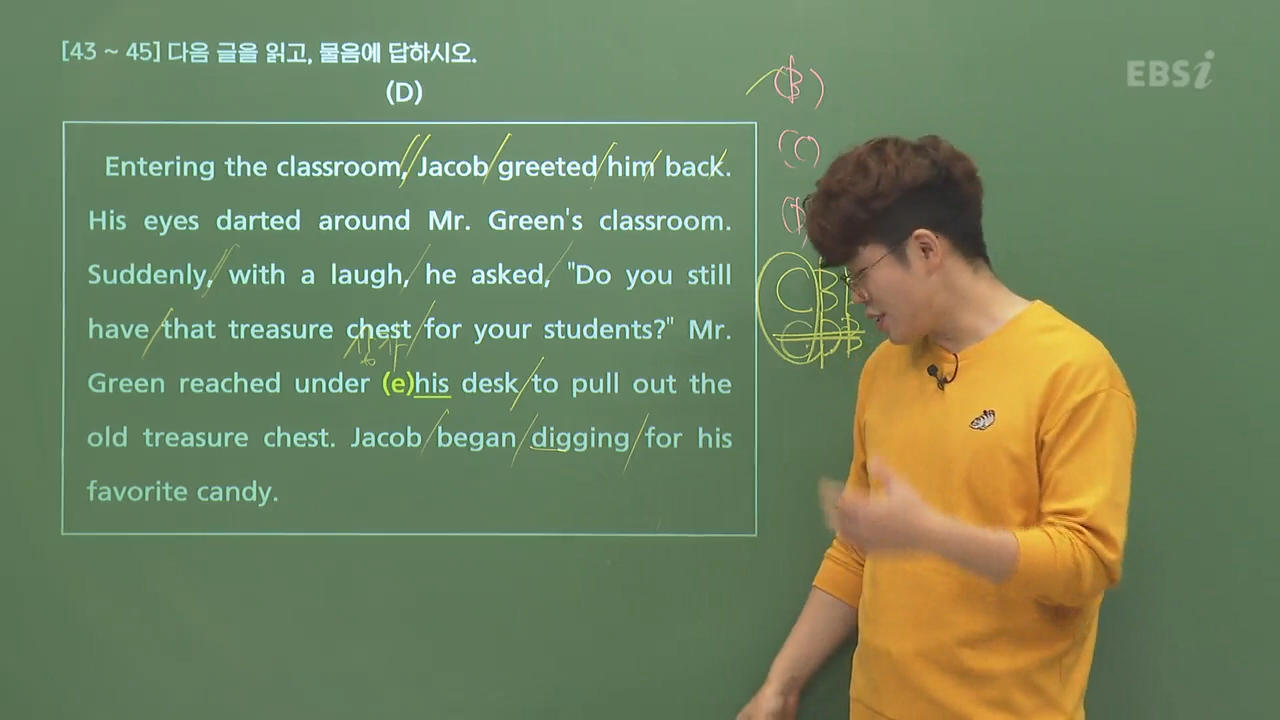 [43 ~ 45] 다음 글을 읽고, 물음에 답하시오.
(D)
Entering the classroom, Jacob greeted him back.
His eyes darted around Mr. Green's classroom.
Suddenly, with a laugh, he asked, "Do you still
have that treasure chest for your students?" Mr.
상자
Green reached under (e)his desk to pull out the
old treasure chest. Jacob began digging for his
favorite candy.
(B)
(C)
EBSi